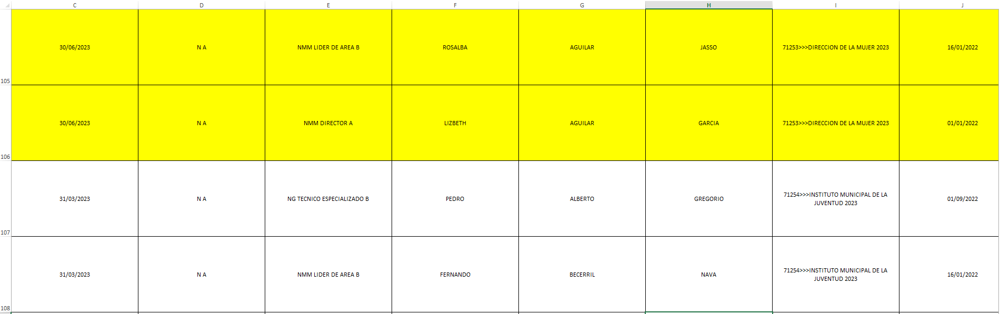 C D E F G H I J
30/06/2023 N A NMM LIDER DE AREA B ROSALBA AGUILAR JASSO 71253>>>DIRECCION DE LA MUJER 2023 16/01/2022
105
30/06/2023 N A NMM DIRECTOR A LIZBETH AGUILAR GARCIA 71253>>>DIRECCION DE LA MUJER 2023 01/01/2022
106
31/03/2023 N A NG TECNICO ESPECIALIZADO B PEDRO ALBERTO GREGORIO 71254>>>INSTITUTO MUNICIPAL DE LA
JUVENTUD 2023 01/09/2022
107
31/03/2023 N A NMM LIDER DE AREA B FERNANDO BECERRIL NAVA 71254>>>INSTITUTO MUNICIPAL DE LA
JUVENTUD 2023 16/01/2022
108